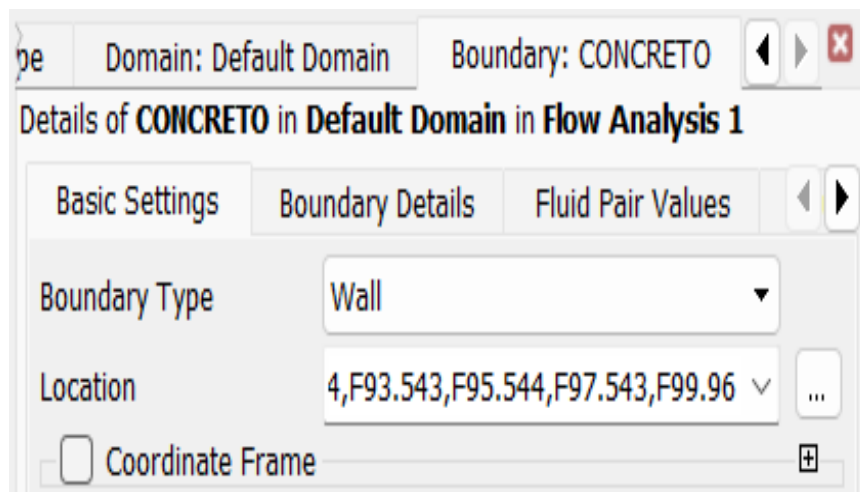 pe Domain: Default Domain Boundary: CONCRETO
Details of CONCRETO in Default Domain in Flow Analysis 1
Basic Settings Boundary Details Fluid Pair Values
Boundary Type Wall
Location 4,F93.543,F95.544,F97.543,F99.96 ...
Coordinate Frame